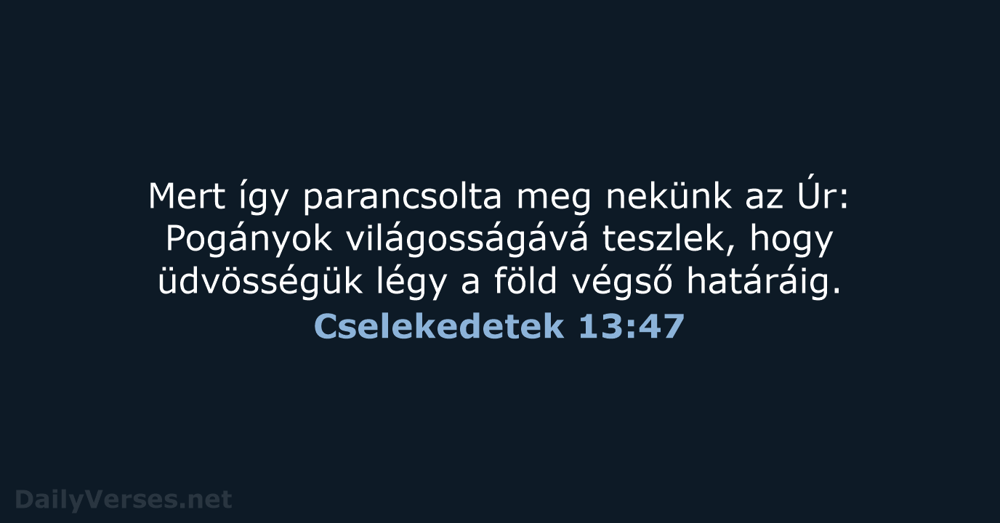 Mert így parancsolta meg nekünk az Úr:
Pogányok világosságává teszlek, hogy
üdvösségük légy a föld végső határáig.
Cselekedetek 13:47
DailyVerses.net